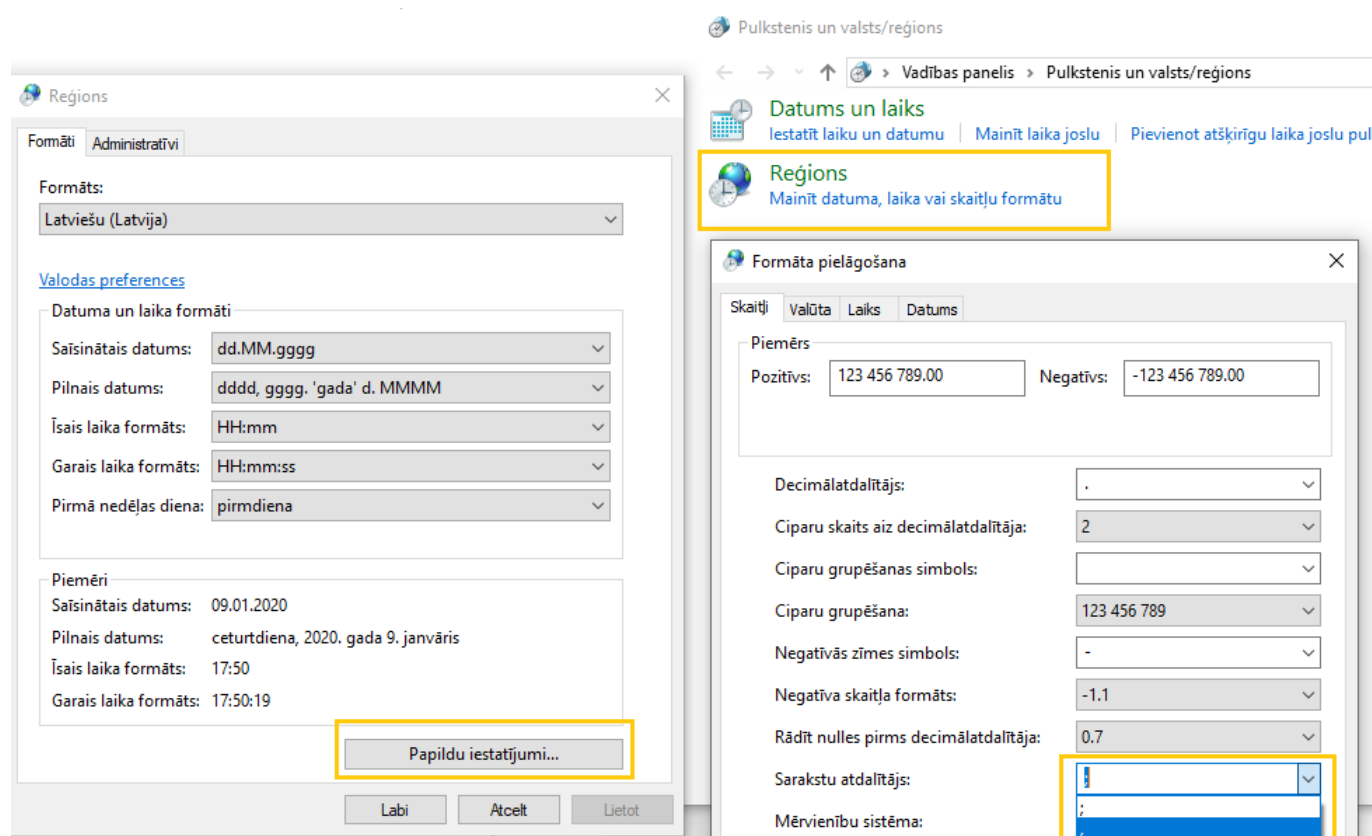 Reģions
Formāti
Administratīvi
Formāts:
Latviešu (Latvija)
Valodas preferences
Datuma un laika formāti
Saīsinātais datums: dd.MM.gggg
Pilnais datums: dddd, gggg. 'gada' d. MMMM
Īsais laika formāts: HH:mm
Garais laika formāts: HH:mm:ss
Pirmā nedēļas diena: pirmdiena
Piemēri
Saīsinātais datums: 09.01.2020
Pilnais datums: ceturtdiena, 2020. gada 9. janvāris
Īsais laika formāts: 17:50
Garais laika formāts: 17:50:19
Papildu iestatījumi...
Labi Atcelt Lietot
Pulkstenis un valsts/reģions
Vadības panelis › Pulkstenis un valsts/reģions
Datums un laiks
Iestatīt laiku un datumu | Mainīt laika joslu | Pievienot atšķirīgu laika joslu pul
Reģions
Mainīt datuma, laika vai skaitļu formātu
Formāta pielāgošana
Skaitļi Valūta Laiks Datums
Piemērs
Pozitīvs: 123 456 789.00 Negatīvs: -123 456 789.00
Decimālatdalītājs: .
Ciparu skaits aiz decimālatdalītāja: 2
Ciparu grupēšanas simbols:
Ciparu grupēšana: 123 456 789
Negatīvās zīmes simbols: -
Negatīva skaitļa formāts: -1.1
Rādīt nulles pirms decimālatdalītāja: 0.7
Sarakstu atdalītājs: ;
;
Mērvienību sistēma: